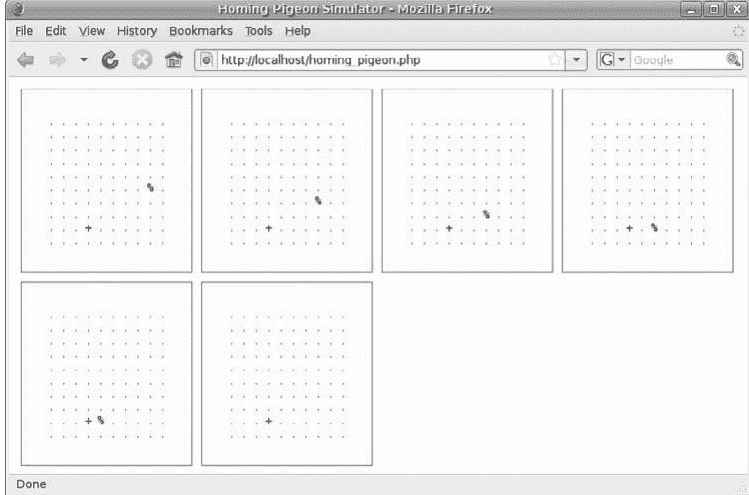 Homing Pigeon Simulator - Mozilla Firefox
File Edit View History Bookmarks Tools Help
http://localhost/homing_pigeon.php
G Google
%
+
%
+
%
+
+ %
+ %
+
Done